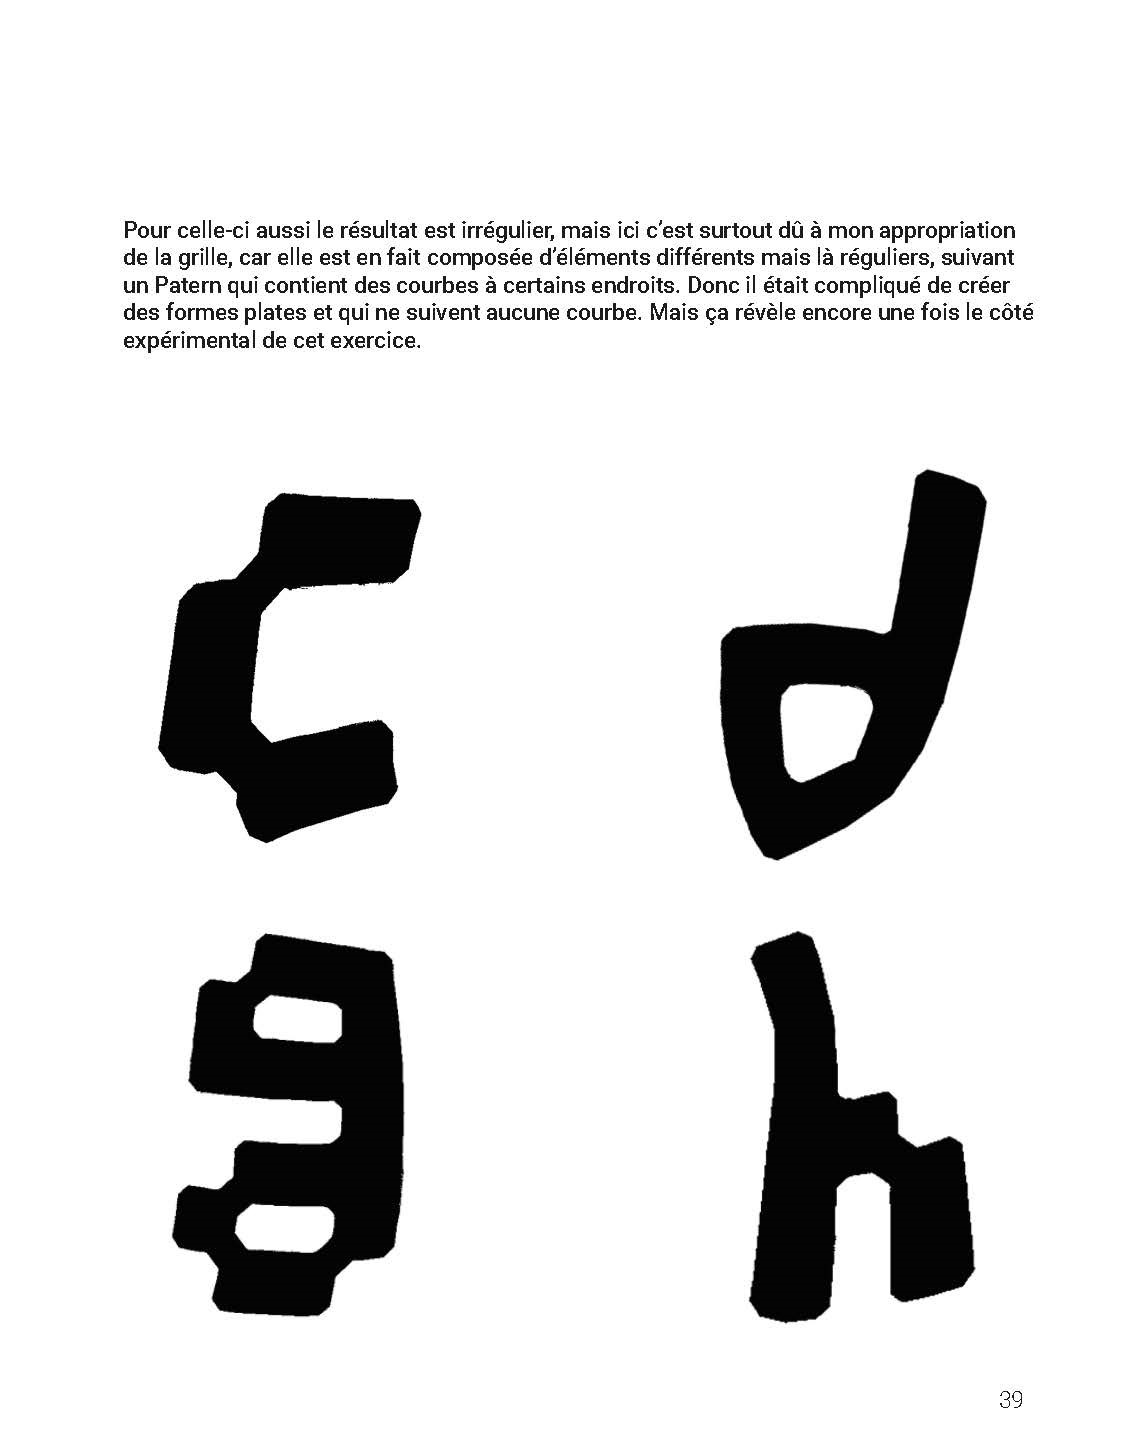 Pour celle-ci aussi le résultat est irrégulier, mais ici c’est surtout dû à mon appropriation
de la grille, car elle est en fait composée d’éléments différents mais là réguliers, suivant
un Patern qui contient des courbes à certains endroits. Donc il était compliqué de créer
des formes plates et qui ne suivent aucune courbe. Mais ça révèle encore une fois le côté
expérimental de cet exercice.
c d
g h
39